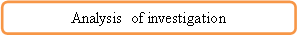 Analysis of investigation